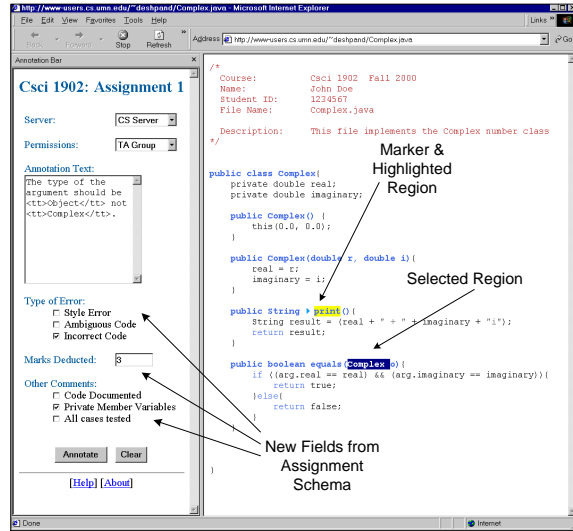 http://www-users.cs.umn.edu/~deshpand/Complex.java - Microsoft Internet Explorer
File Edit View Favorites Tools Help
Links »
Back Forward Stop Refresh »
Address http://www-users.cs.umn.edu/~deshpand/Complex.java
Go
Annotation Bar ×
Csci 1902: Assignment 1
Server: CS Server
Permissions: TA Group
Annotation Text:
The type of the
argument should be
<tt>Object</tt> not
<tt>Complex</tt>.
Type of Error:
Style Error
Ambiguous Code
Incorrect Code
Marks Deducted: 3
Other Comments:
Code Documented
Private Member Variables
All cases tested
Annotate Clear
[Help] [About]
/*
Course: Csci 1902 Fall 2000
Name: John Doe
Student ID: 1234567
File Name: Complex.java
Description: This file implements the Complex number class
*/
Marker &
Highlighted
Region
public class Complex{
private double real;
private double imaginary;
public Complex() {
this(0.0, 0.0);
}
public Complex(double r, double i){
real = r;
imaginary = i;
}
Selected Region
public String print(){
String result = (real + " + " + imaginary + "i");
return result;
}
public boolean equals(Complex o){
if ((arg.real == real) && (arg.imaginary == imaginary)){
return true;
}else{
return false;
}
}
}
New Fields from
Assignment
Schema
Done
Internet